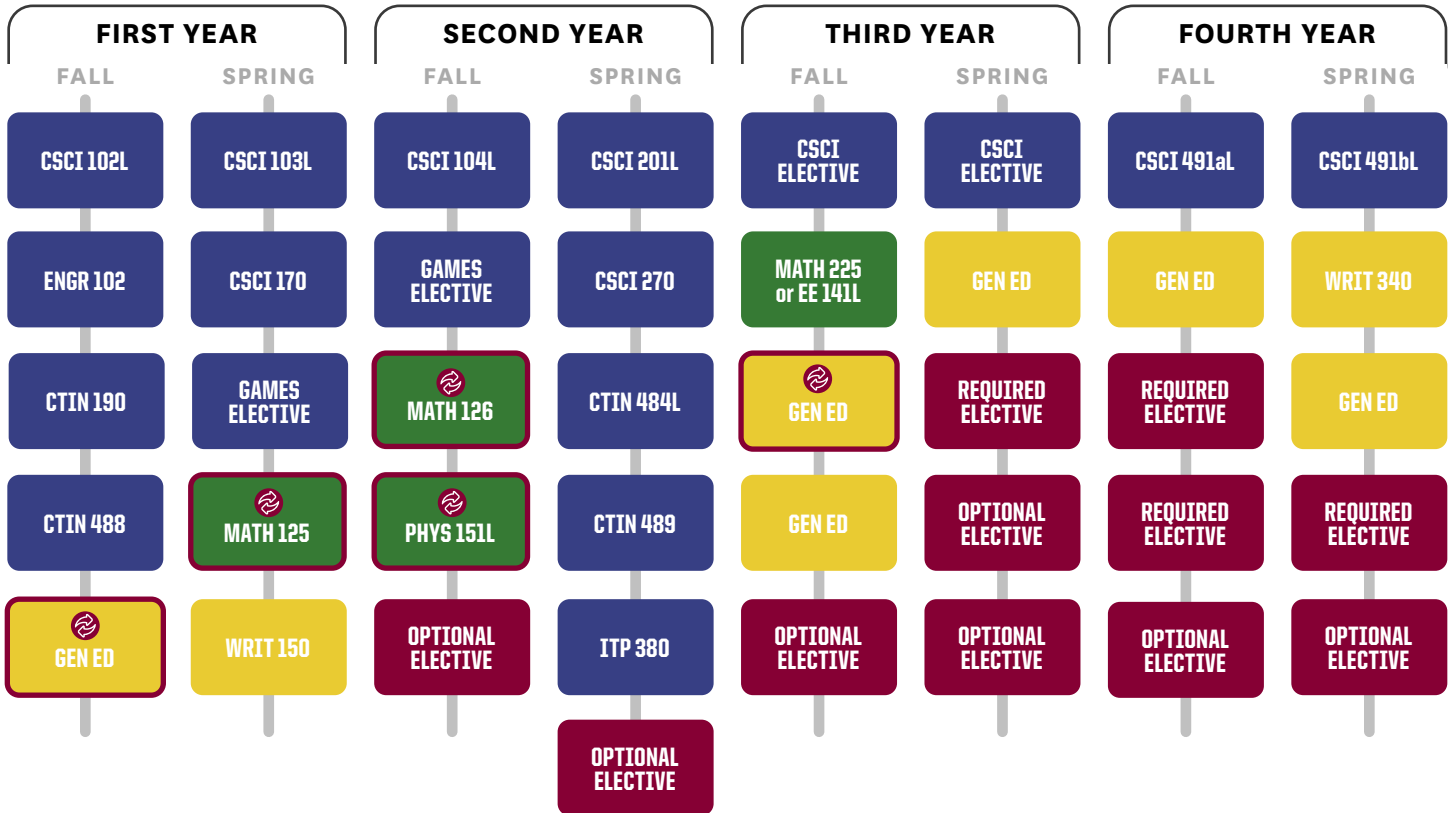 FIRST YEAR
SECOND YEAR
THIRD YEAR
FOURTH YEAR
FALL
SPRING
FALL
SPRING
FALL
SPRING
FALL
SPRING
CSCI 102L
ENGR 102
CTIN 190
CTIN 488
GEN ED
CSCI 103L
CSCI 170
GAMES
ELECTIVE
MATH 125
WRIT 150
CSCI 104L
GAMES
ELECTIVE
MATH 126
PHYS 151L
OPTIONAL
ELECTIVE
CSCI 201L
CSCI 270
CTIN 484L
CTIN 489
ITP 380
OPTIONAL
ELECTIVE
CSCI
ELECTIVE
MATH 225
or EE 141L
GEN ED
GEN ED
OPTIONAL
ELECTIVE
CSCI
ELECTIVE
GEN ED
REQUIRED
ELECTIVE
OPTIONAL
ELECTIVE
OPTIONAL
ELECTIVE
CSCI 491aL
GEN ED
REQUIRED
ELECTIVE
REQUIRED
ELECTIVE
OPTIONAL
ELECTIVE
CSCI 491bL
WRIT 340
GEN ED
REQUIRED
ELECTIVE
OPTIONAL
ELECTIVE